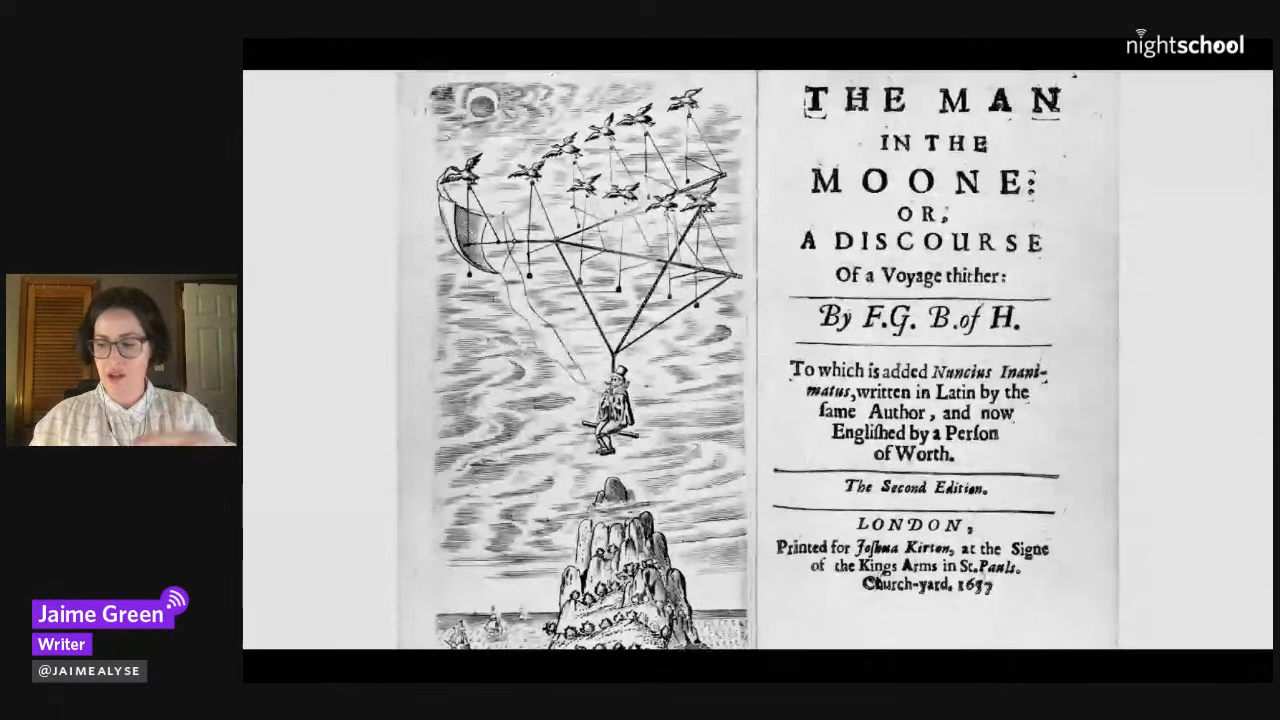 nightschool
THE MAN
IN THE
MOONE:
OR,
A DISCOURSE
Of a Voyage thither:
By F.G. B. of H.
To which is added Nuncius Inani-
matus, written in Latin by the
ſame Author, and now
Engliſhed by a Perſon
of Worth.
The Second Edition.
LONDON,
Printed for Joſhua Kirton, at the Signe
of the Kings Arms in St. Pauls.
Church-yard. 1657
Jaime Green
Writer
@JAIMEALYSE